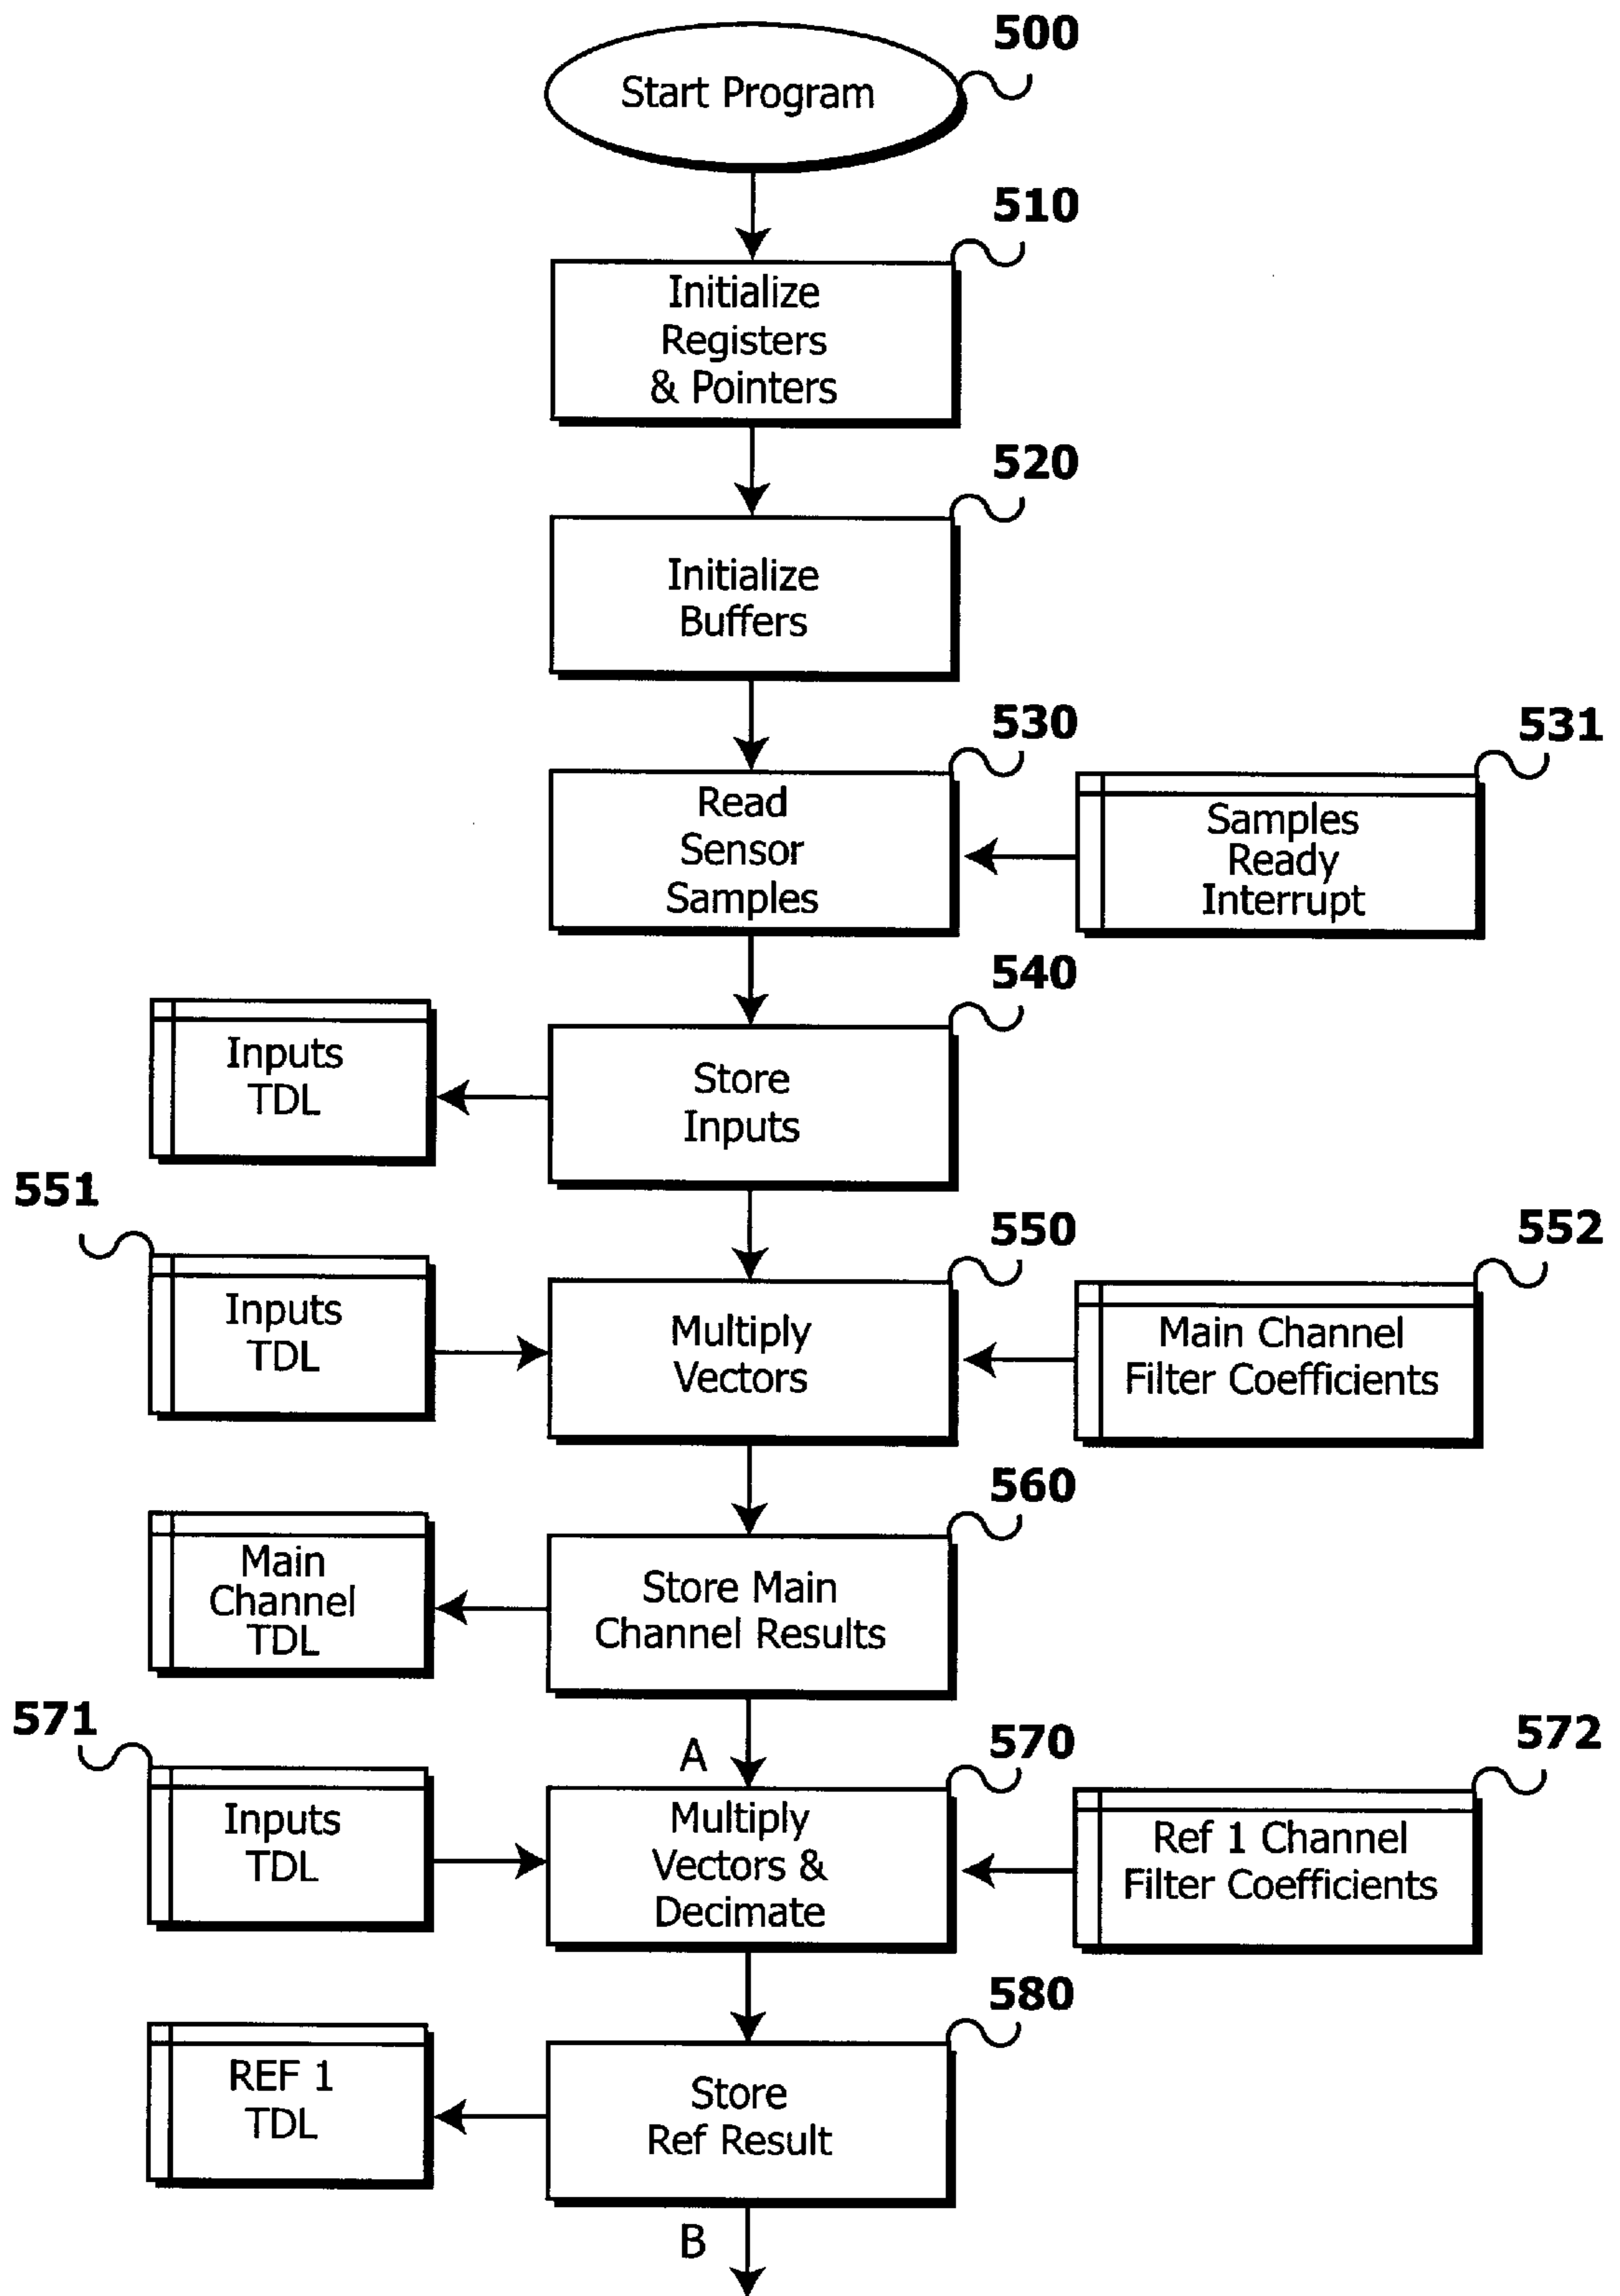 500
Start Program
510
Initialize
Registers
& Pointers
520
Initialize
Buffers
530
Read
Sensor
Samples
531
Samples
Ready
Interrupt
540
Store
Inputs
Inputs
TDL
551
Inputs
TDL
550
Multiply
Vectors
552
Main Channel
Filter Coefficients
560
Store Main
Channel Results
Main
Channel
TDL
A
571
Inputs
TDL
570
Multiply
Vectors &
Decimate
572
Ref 1 Channel
Filter Coefficients
580
Store
Ref Result
REF 1
TDL
B